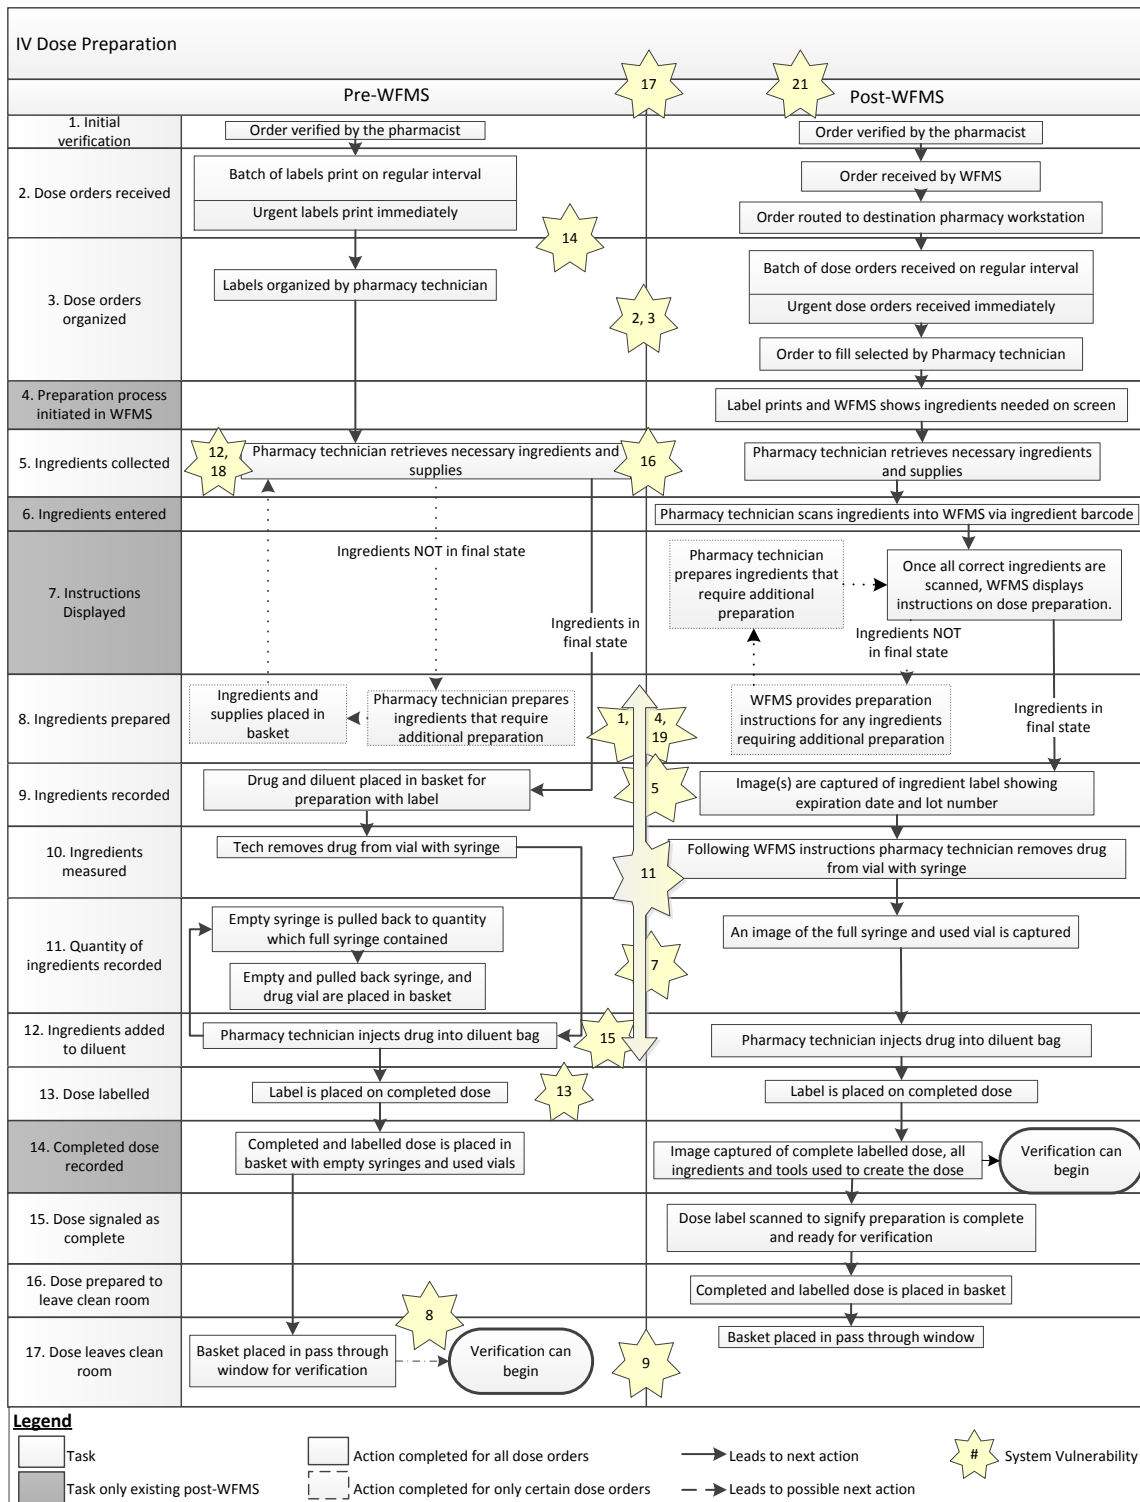 IV Dose Preparation
17
21
Pre-WFMS
Post-WFMS
1. Initial
verification
Order verified by the pharmacist
Order verified by the pharmacist
2. Dose orders received
Batch of labels print on regular interval
Urgent labels print immediately
Order received by WFMS
Order routed to destination pharmacy workstation
14
3. Dose orders
organized
Labels organized by pharmacy technician
2, 3
Batch of dose orders received on regular interval
Urgent dose orders received immediately
Order to fill selected by Pharmacy technician
4. Preparation process
initiated in WFMS
Label prints and WFMS shows ingredients needed on screen
5. Ingredients collected
12,
18
Pharmacy technician retrieves necessary ingredients and
supplies
16
Pharmacy technician retrieves necessary ingredients
and supplies
6. Ingredients entered
Pharmacy technician scans ingredients into WFMS via ingredient barcode
7. Instructions
Displayed
Ingredients NOT in final state
Ingredients in
final state
Pharmacy technician
prepares ingredients that
require additional
preparation
Once all correct ingredients are
scanned, WFMS displays
instructions on dose preparation.
Ingredients NOT
in final state
8. Ingredients prepared
Ingredients and
supplies placed in
basket
Pharmacy technician prepares
ingredients that require
additional preparation
1,
4,
19
WFMS provides preparation
instructions for any ingredients
requiring additional preparation
Ingredients in
final state
9. Ingredients recorded
Drug and diluent placed in basket for
preparation with label
5
Image(s) are captured of ingredient label showing
expiration date and lot number
10. Ingredients
measured
Tech removes drug from vial with syringe
11
Following WFMS instructions pharmacy technician removes drug
from vial with syringe
11. Quantity of
ingredients recorded
Empty syringe is pulled back to quantity
which full syringe contained
Empty and pulled back syringe, and
drug vial are placed in basket
7
An image of the full syringe and used vial is captured
12. Ingredients added
to diluent
Pharmacy technician injects drug into diluent bag
15
Pharmacy technician injects drug into diluent bag
13. Dose labelled
Label is placed on completed dose
13
Label is placed on completed dose
14. Completed dose
recorded
Completed and labelled dose is placed in
basket with empty syringes and used vials
Image captured of complete labelled dose, all
ingredients and tools used to create the dose
Verification can
begin
15. Dose signaled as
complete
Dose label scanned to signify preparation is complete
and ready for verification
16. Dose prepared to
leave clean room
8
Completed and labelled dose is placed in basket
17. Dose leaves clean
room
Basket placed in pass through
window for verification
Verification can
begin
9
Basket placed in pass through window
Legend
Task
Action completed for all dose orders
Leads to next action
#
System Vulnerability
Task only existing post-WFMS
Action completed for only certain dose orders
Leads to possible next action